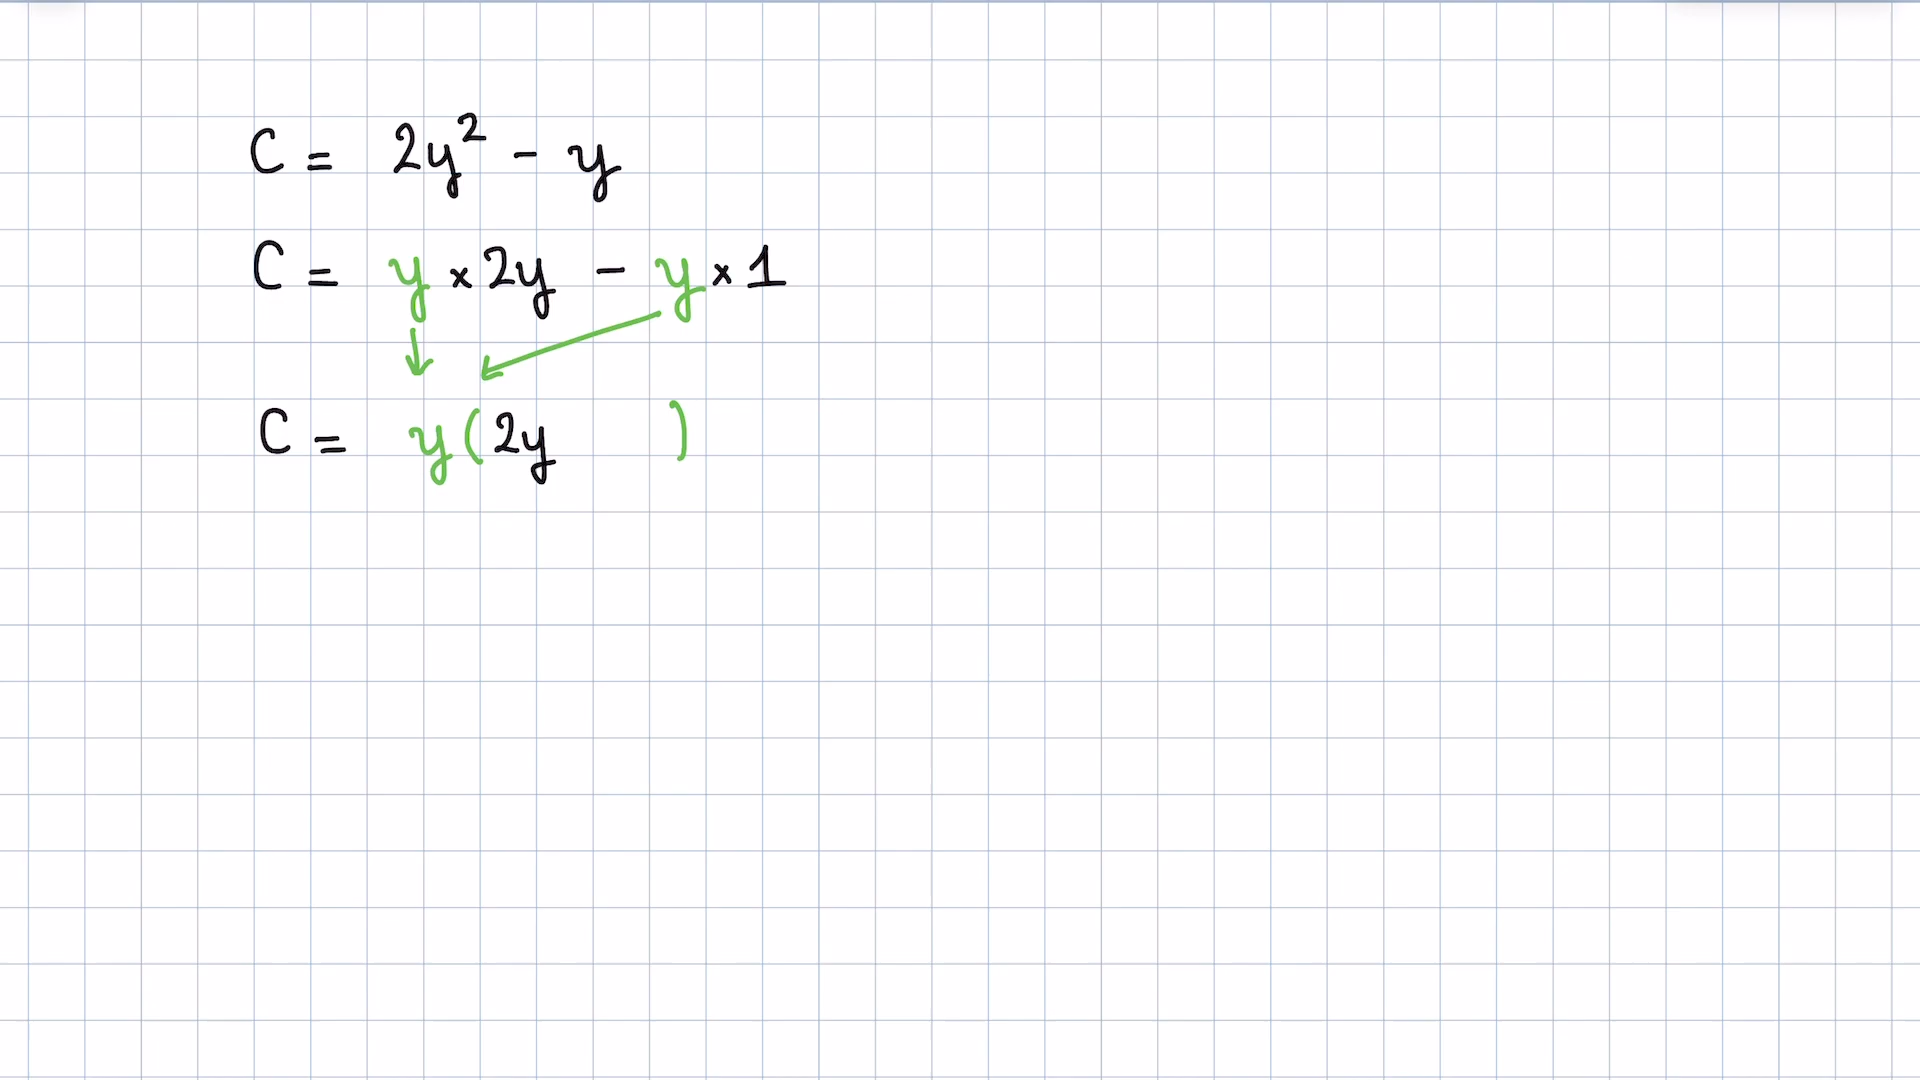 C = 2y² - y
C = y × 2y - y × 1
C = y ( 2y )